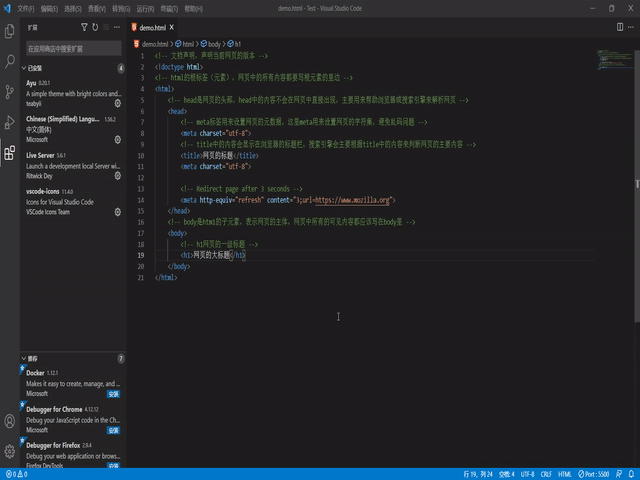 文件(F) 编辑(E) 选择(S) 查看(V) 转到(G) 运行(R) 终端(T) 帮助(H) demo.html - Test - Visual Studio Code
扩展
在应用商店中搜索扩展
已安装 4
Ayu 0.20.1
A simple theme with bright colors and...
teabyii
Chinese (Simplified) Langu... 1.56.2
中文(简体)
Microsoft
Live Server 5.6.1
Launch a development local Server wi...
Ritwick Dey
vscode-icons 11.4.0
Icons for Visual Studio Code
VSCode Icons Team
推荐 7
Docker 1.12.1
Makes it easy to create, manage, and ...
Microsoft 安装
Debugger for Chrome 4.12.12
Debug your JavaScript code in the Ch...
Microsoft 安装
Debugger for Firefox 2.9.4
Debug your web application or brows...
Firefox DevTools 安装
demo.html
demo.html > html > body > h1
1 <!-- 文档声明，声明当前网页的版本 -->
2 <!doctype html>
3 <!-- html的根标签（元素），网页中的所有内容都要写根元素的里边 -->
4 <html>
5 <!-- head是网页的头部，head中的内容不会在网页中直接出现，主要用来帮助浏览器或搜索引擎来解析网页 -->
6 <head>
7 <!-- meta标签用来设置网页的元数据，这里meta用来设置网页的字符集，避免乱码问题 -->
8 <meta charset="utf-8">
9 <!-- title中的内容会显示在浏览器的标题栏，搜索引擎会主要根据title中的内容来判断网页的主要内容 -->
10 <title>网页的标题</title>
11 <meta charset="utf-8">
12
13 <!-- Redirect page after 3 seconds -->
14 <meta http-equiv="refresh" content="3;url=https://www.mozilla.org">
15 </head>
16 <!-- body是html的子元素，表示网页的主体，网页中所有的可见内容都应该写在body里 -->
17 <body>
18 <!-- h1网页的一级标题 -->
19 <h1>网页的大标题</h1>
20 </body>
21 </html>
0 0 行 19，列 24 空格: 4 UTF-8 CRLF HTML Port : 5500